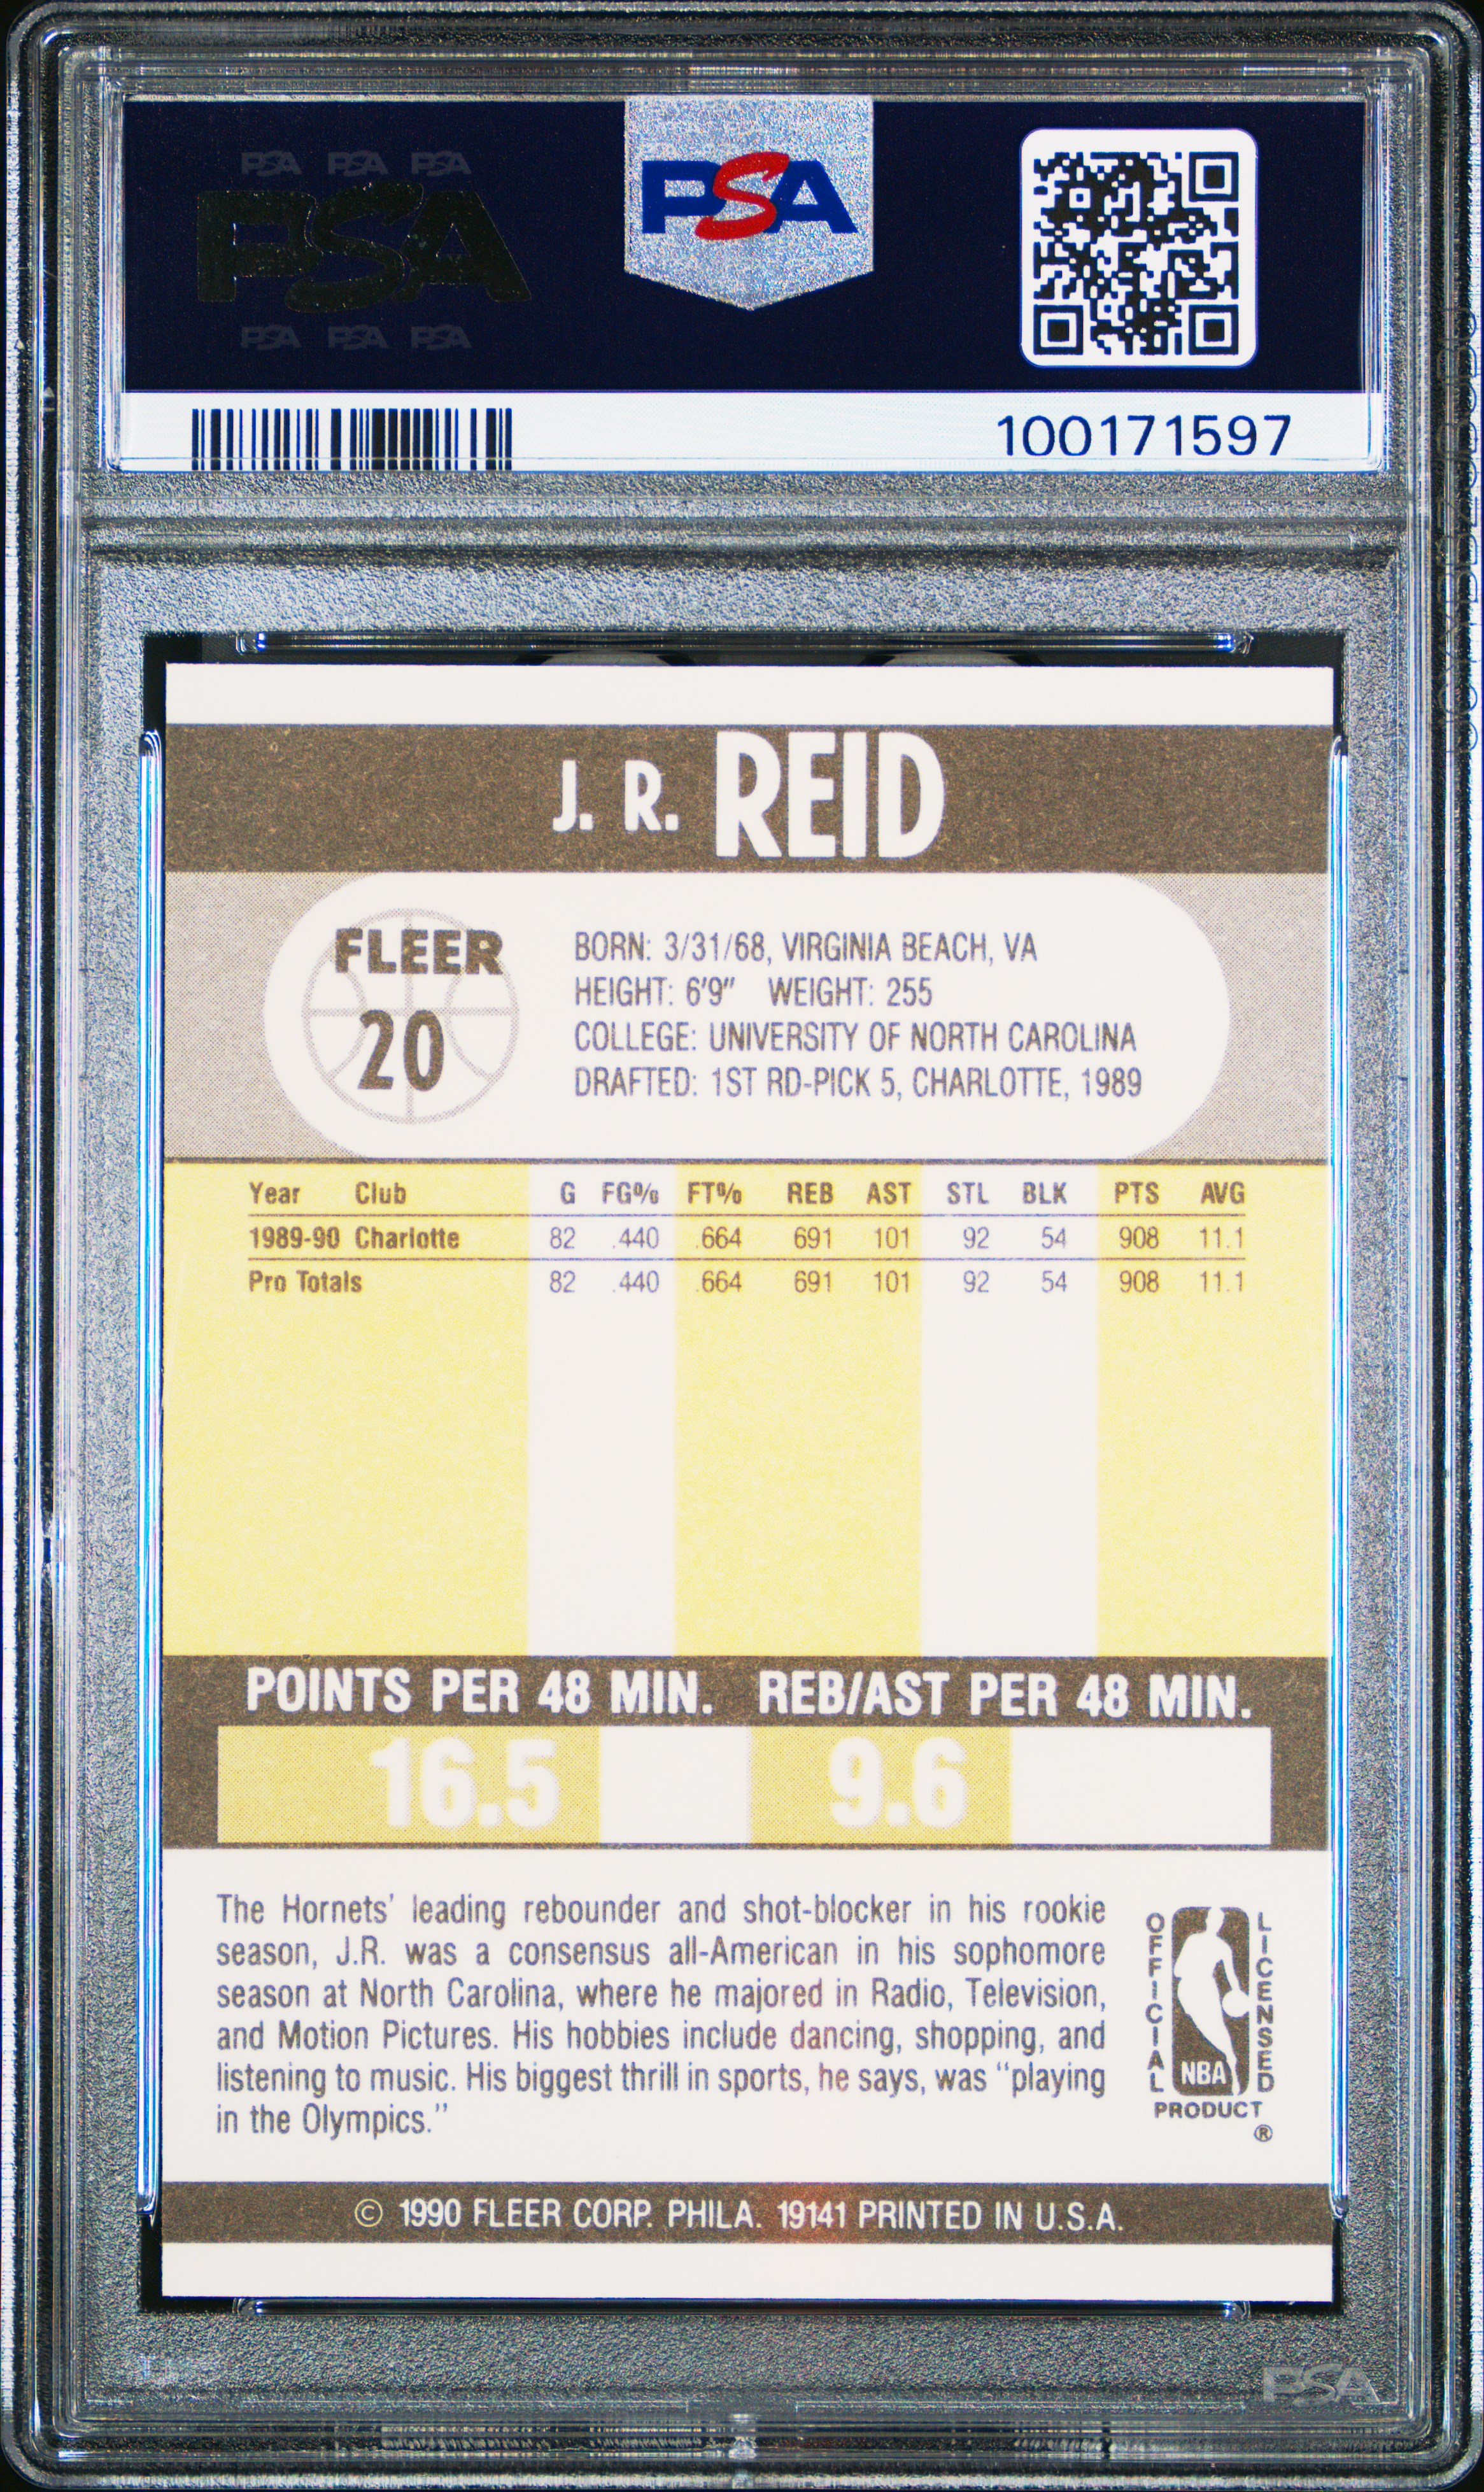 PSA PSA PSA
PSA
PSA PSA PSA
PSA
100171597
J. R. REID
FLEER
20
BORN: 3/31/68, VIRGINIA BEACH, VA
HEIGHT: 6'9" WEIGHT: 255
COLLEGE: UNIVERSITY OF NORTH CAROLINA
DRAFTED: 1ST RD-PICK 5, CHARLOTTE, 1989
Year Club G FG% FT% REB AST STL BLK PTS AVG
1989-90 Charlotte 82 .440 .664 691 101 92 54 908 11.1
Pro Totals 82 .440 .664 691 101 92 54 908 11.1
POINTS PER 48 MIN. REB/AST PER 48 MIN.
16.5 9.6
The Hornets' leading rebounder and shot-blocker in his rookie
season, J.R. was a consensus all-American in his sophomore
season at North Carolina, where he majored in Radio, Television,
and Motion Pictures. His hobbies include dancing, shopping, and
listening to music. His biggest thrill in sports, he says, was "playing
in the Olympics."
OFFICIAL LICENSED
NBA
PRODUCT
®
© 1990 FLEER CORP. PHILA. 19141 PRINTED IN U.S.A.
PSA